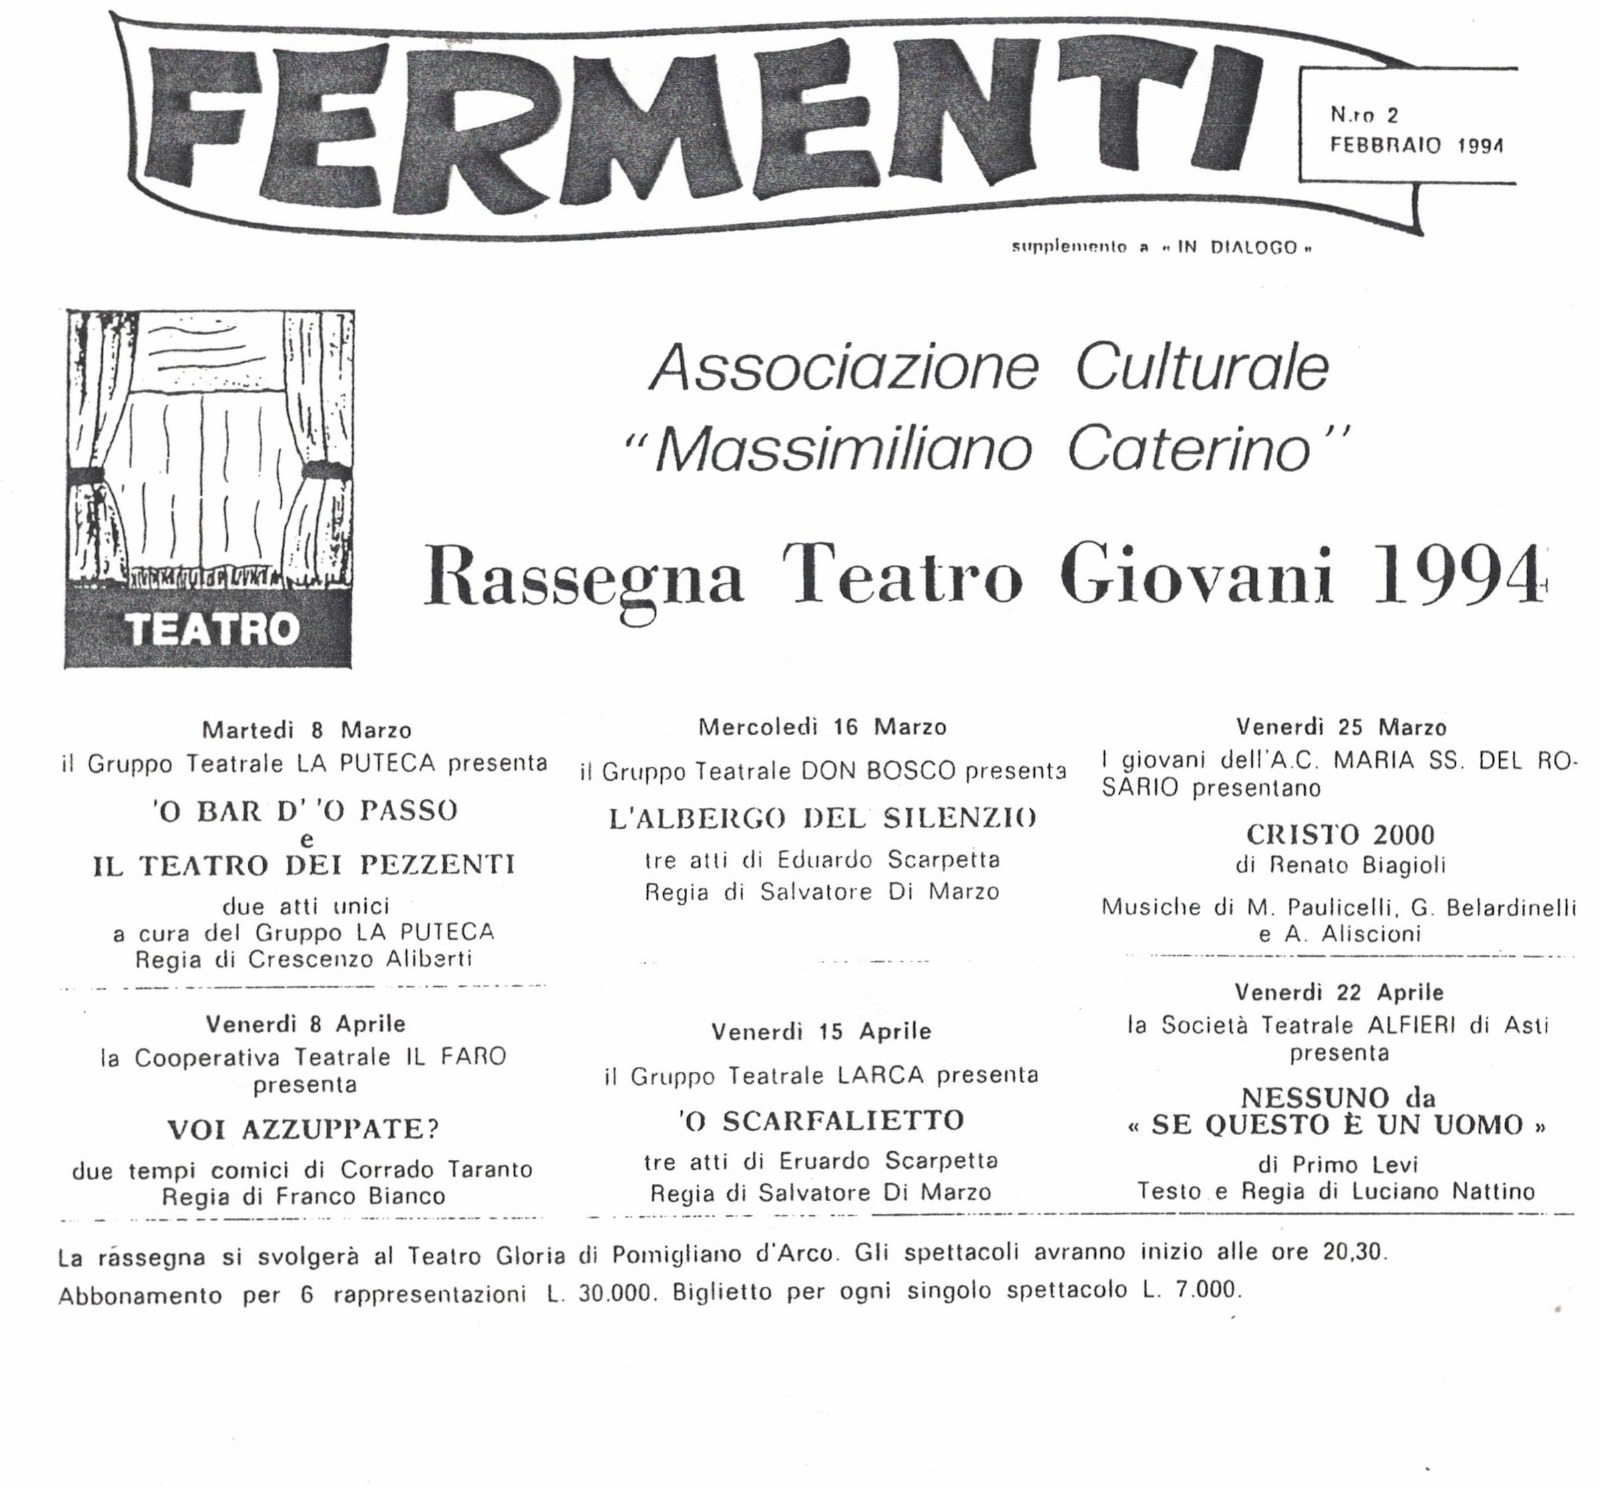 FERMENTI
N.ro 2
FEBBRAIO 1994
supplemento a « IN DIALOGO »
TEATRO
Associazione Culturale
"Massimiliano Caterino"
Rassegna Teatro Giovani 1994
Martedì 8 Marzo
il Gruppo Teatrale LA PUTECA presenta
'O BAR D' 'O PASSO
e
IL TEATRO DEI PEZZENTI
due atti unici
a cura del Gruppo LA PUTECA
Regia di Crescenzo Aliberti
Mercoledì 16 Marzo
il Gruppo Teatrale DON BOSCO presenta
L'ALBERGO DEL SILENZIO
tre atti di Eduardo Scarpetta
Regia di Salvatore Di Marzo
Venerdì 25 Marzo
I giovani dell'A.C. MARIA SS. DEL RO-
SARIO presentano
CRISTO 2000
di Renato Biagioli
Musiche di M. Paulicelli, G. Belardinelli
e A. Aliscioni
Venerdì 8 Aprile
la Cooperativa Teatrale IL FARO
presenta
VOI AZZUPPATE?
due tempi comici di Corrado Taranto
Regia di Franco Bianco
Venerdì 15 Aprile
il Gruppo Teatrale LARCA presenta
'O SCARFALIETTO
tre atti di Eruardo Scarpetta
Regia di Salvatore Di Marzo
Venerdì 22 Aprile
la Società Teatrale ALFIERI di Asti
presenta
NESSUNO da
« SE QUESTO È UN UOMO »
di Primo Levi
Testo e Regia di Luciano Nattino
La rassegna si svolgerà al Teatro Gloria di Pomigliano d'Arco. Gli spettacoli avranno inizio alle ore 20,30.
Abbonamento per 6 rappresentazioni L. 30.000. Biglietto per ogni singolo spettacolo L. 7.000.